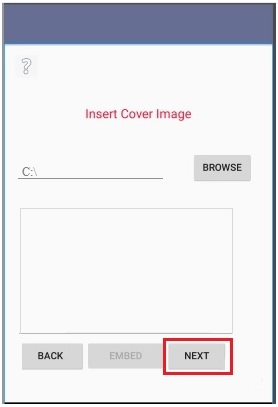 ?
Insert Cover Image
C:\
BROWSE
BACK
EMBED
NEXT